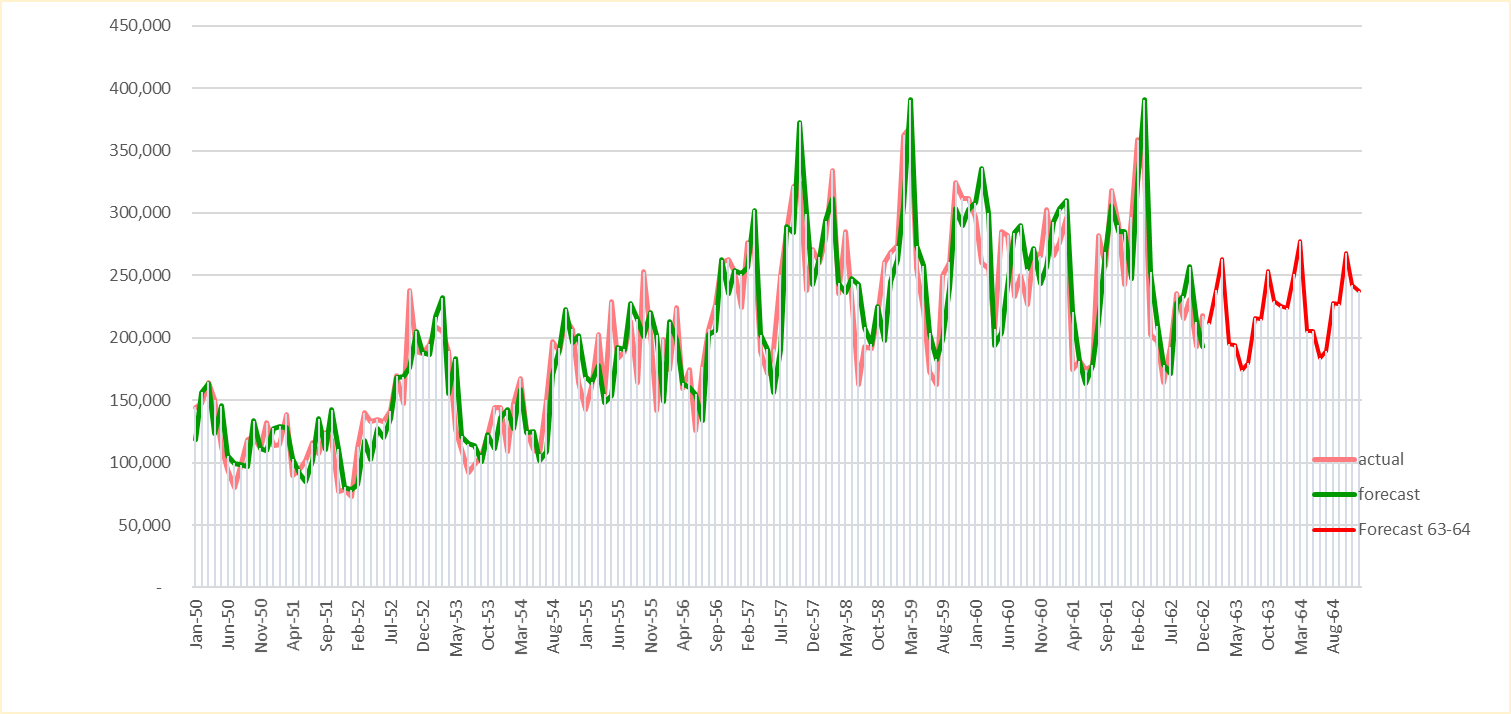 450,000
400,000
350,000
300,000
250,000
200,000
150,000
100,000
50,000
-
actual
forecast
Forecast 63-64
Jan-50
Jun-50
Nov-50
Apr-51
Sep-51
Feb-52
Jul-52
Dec-52
May-53
Oct-53
Mar-54
Aug-54
Jan-55
Jun-55
Nov-55
Apr-56
Sep-56
Feb-57
Jul-57
Dec-57
May-58
Oct-58
Mar-59
Aug-59
Jan-60
Jun-60
Nov-60
Apr-61
Sep-61
Feb-62
Jul-62
Dec-62
May-63
Oct-63
Mar-64
Aug-64